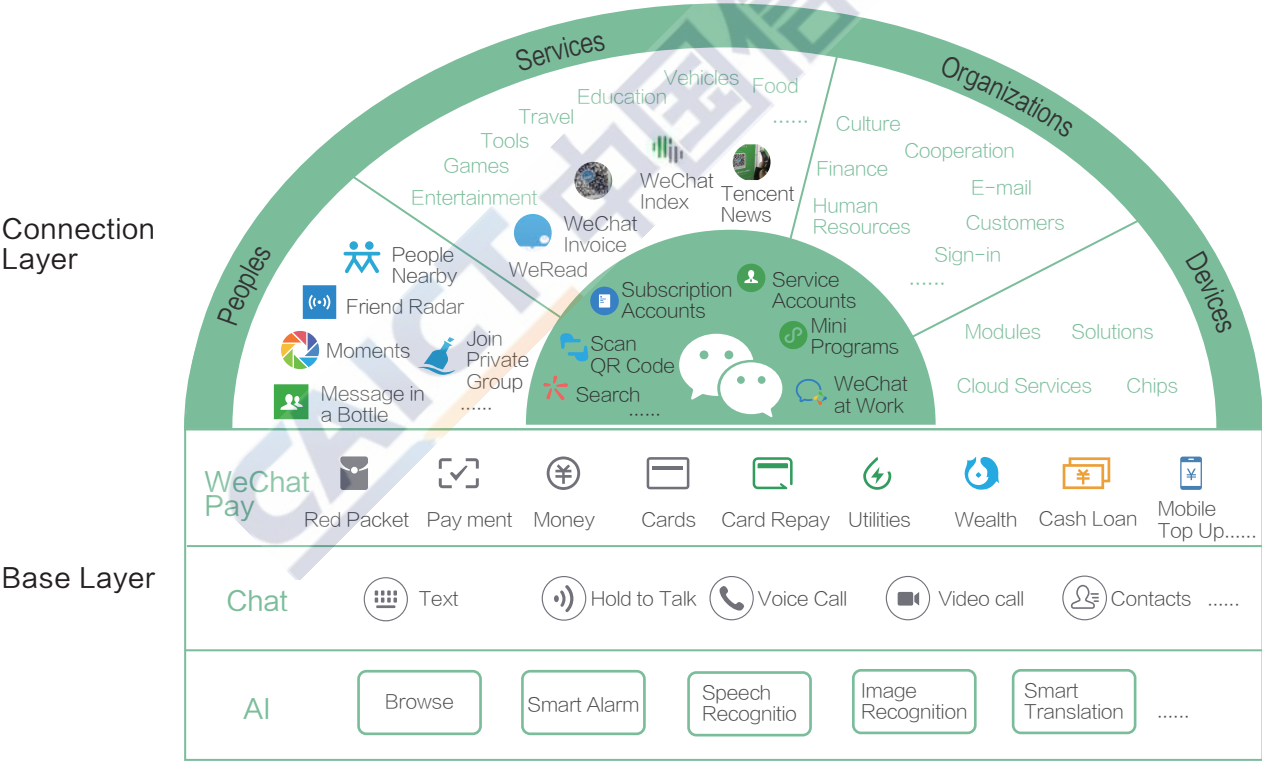 Services
Organizations
Peoples
Devices
Connection
Layer
Vehicles
Food
Education
......
Travel
Tools
Games
Entertainment
WeChat
Index
Tencent
News
WeChat
Invoice
WeRead
Culture
Cooperation
Finance
E-mail
Human
Resources
Customers
Sign-in
......
People
Nearby
Friend Radar
Moments
Join
Private
Group
Message in
a Bottle
......
Subscription
Accounts
Service
Accounts
Scan
QR Code
Mini
Programs
Search
......
WeChat
at Work
Modules
Solutions
Cloud Services
Chips
WeChat
Pay
Red Packet
Pay ment
Money
Cards
Card Repay
Utilities
Wealth
Cash Loan
Mobile
Top Up......
Base Layer
Chat
Text
Hold to Talk
Voice Call
Video call
Contacts
......
AI
Browse
Smart Alarm
Speech
Recognitio
Image
Recognition
Smart
Translation
......
CAICT 中国信